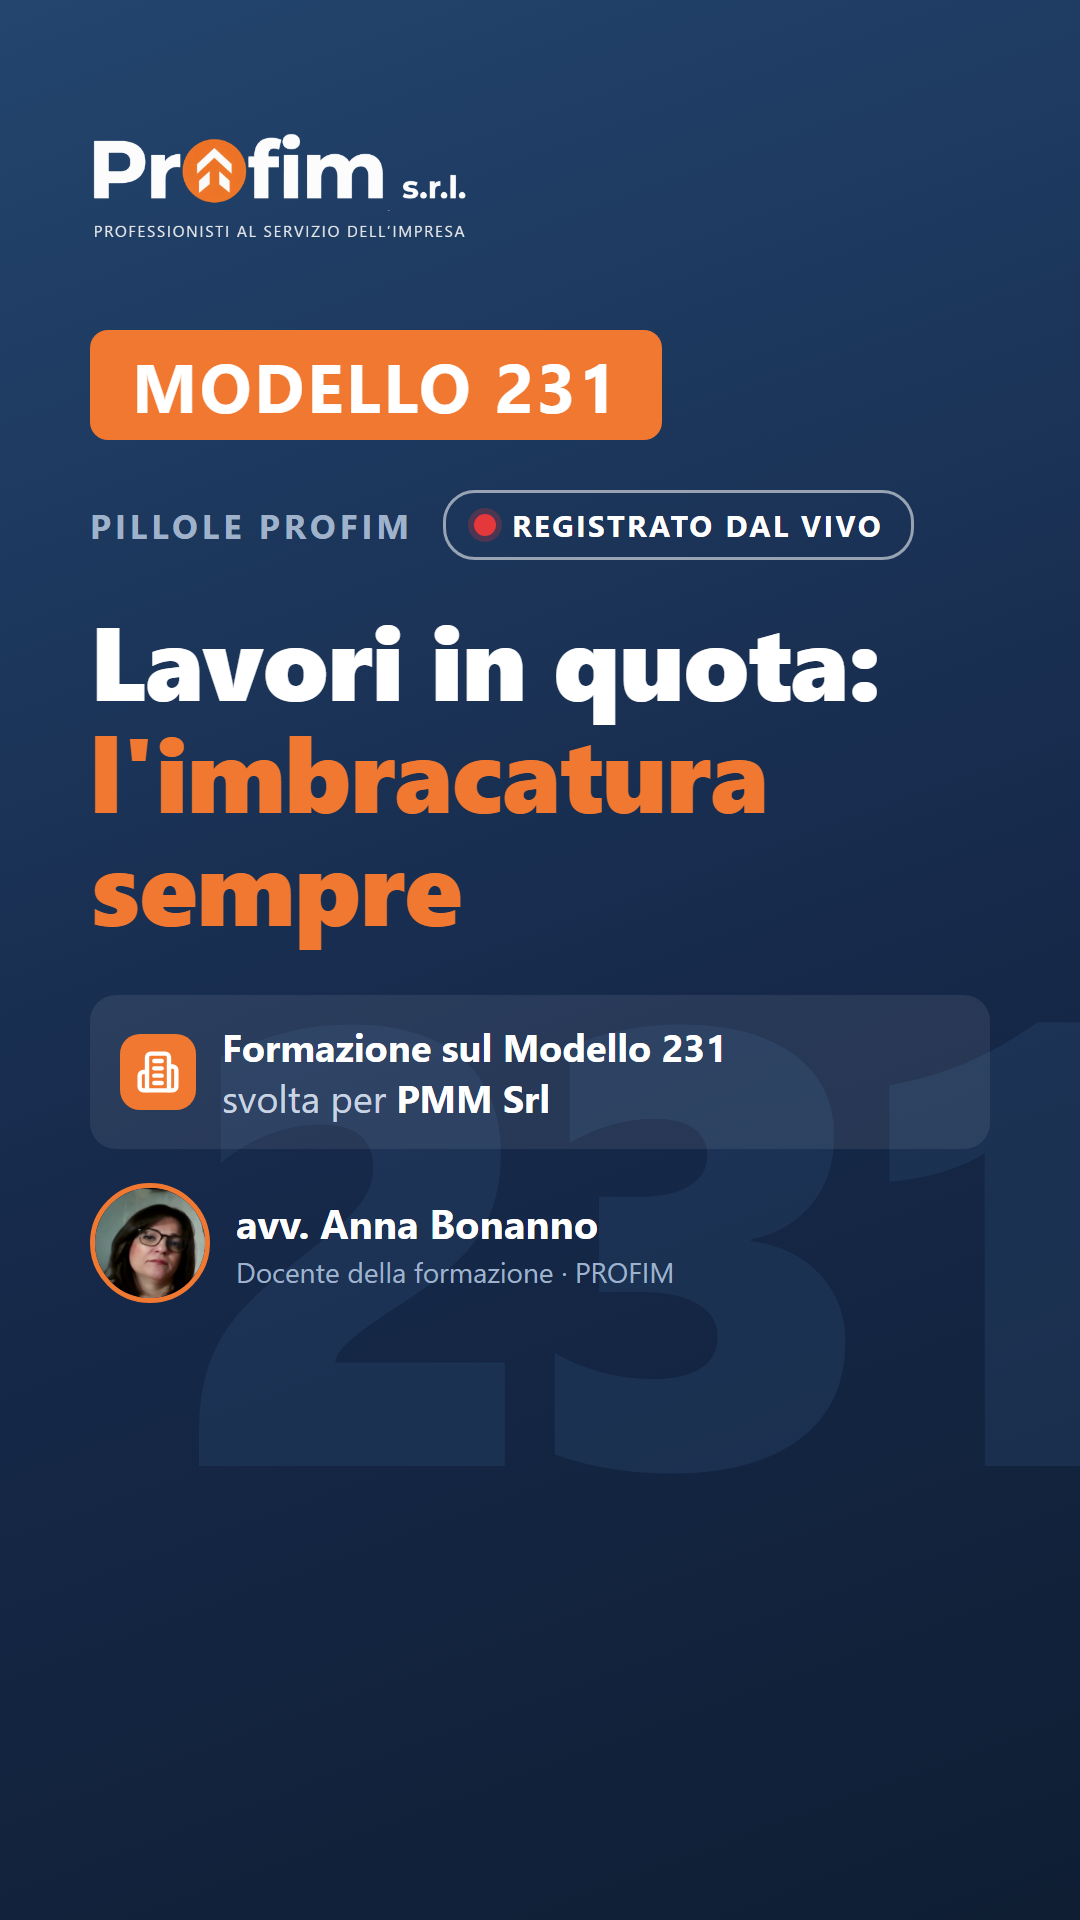 Profim s.r.l.
PROFESSIONISTI AL SERVIZIO DELL'IMPRESA
MODELLO 231
PILLOLE PROFIM
REGISTRATO DAL VIVO
Lavori in quota:
l'imbracatura
sempre
Formazione sul Modello 231
svolta per PMM Srl
avv. Anna Bonanno
Docente della formazione · PROFIM
231